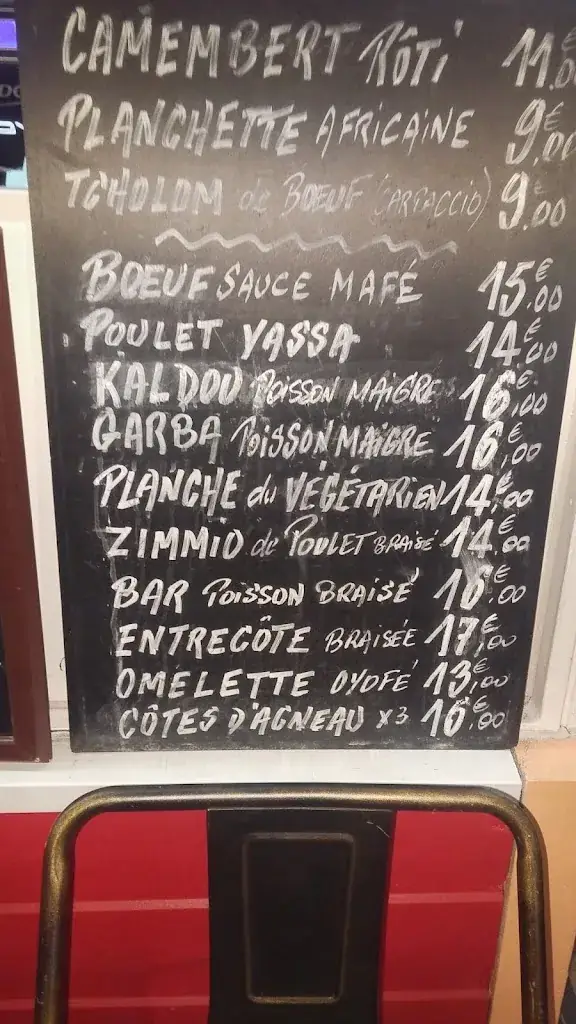 CAMEMBERT RÔTI 11.00€
PLANCHETTE AFRICAINE 9.00€
TCHOLOM de BOEUF (CARPACCIO) 9.00€
BOEUF SAUCE MAFÉ 15.00€
POULET YASSA 14.00€
KALDOU POISSON MAIGRE 16.00€
GARBA POISSON MAIGRE 16.00€
PLANCHE du VEGÉTARIEN 14.00€
ZIMMIO de POULET BRAISÉ 14.00€
BAR POISSON BRAISÉ 16.00€
ENTRECÔTE BRAISÉE 17.00€
OMELETTE OYOFÉ 13.00€
CÔTES D'AGNEAU X3 16.00€